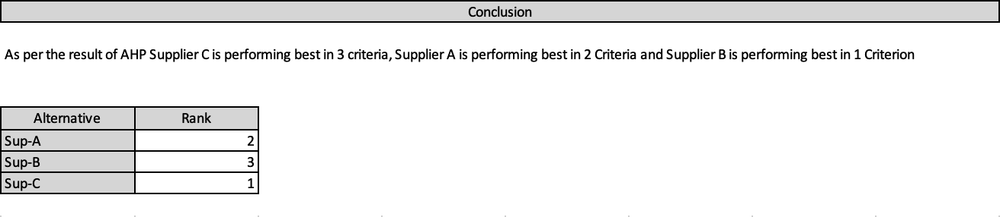 Conclusion
As per the result of AHP Supplier C is performing best in 3 criteria, Supplier A is performing best in 2 Criteria and Supplier B is performing best in 1 Criterion
Alternative Rank
Sup-A 2
Sup-B 3
Sup-C 1